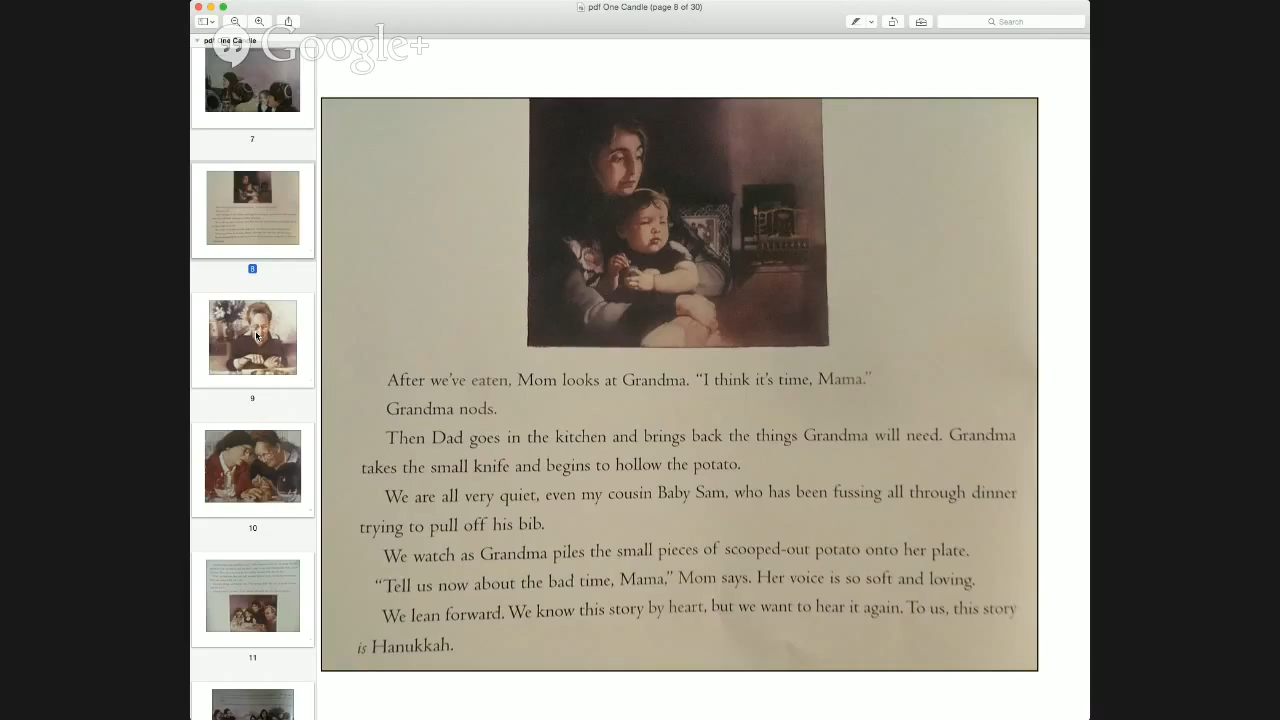 pdf One Candle (page 8 of 30)
Search
pdf One Candle
Google+
7
8
9
10
11
After we've eaten, Mom looks at Grandma. “I think it's time, Mama.”
Grandma nods.
Then Dad goes in the kitchen and brings back the things Grandma will need. Grandma
takes the small knife and begins to hollow the potato.
We are all very quiet, even my cousin Baby Sam, who has been fussing all through dinner
trying to pull off his bib.
We watch as Grandma piles the small pieces of scooped-out potato onto her plate.
“Tell us now about the bad time, Mama,” Mom says. Her voice is so soft and loving.
We lean forward. We know this story by heart, but we want to hear it again. To us, this story
is Hanukkah.